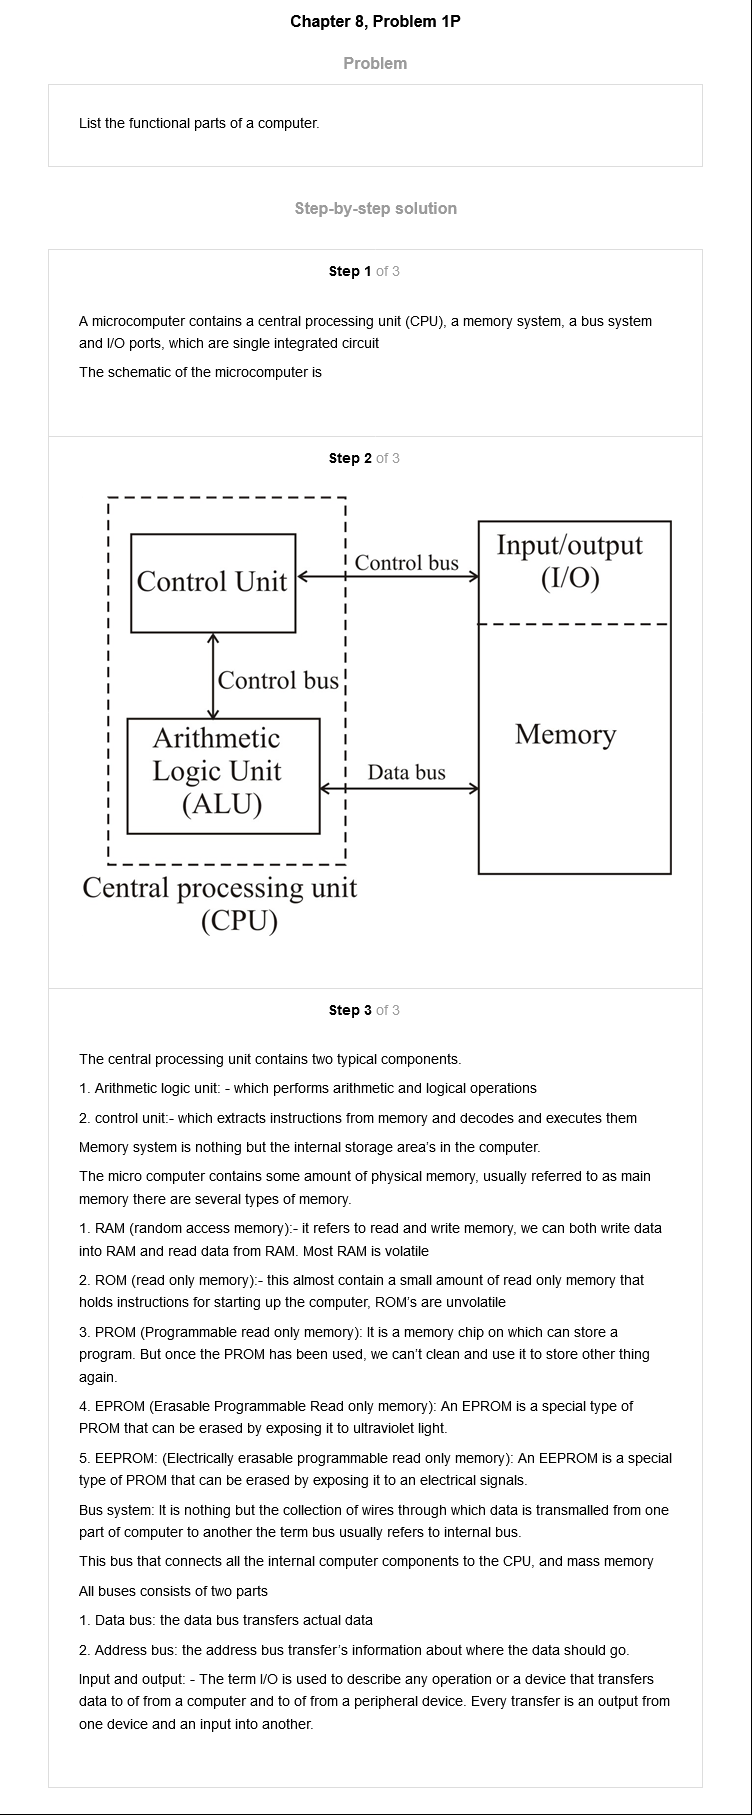 Chapter 8, Problem 1P
Problem
List the functional parts of a computer.
Step-by-step solution
Step 1 of 3
A microcomputer contains a central processing unit (CPU), a memory system, a bus system
and I/O ports, which are single integrated circuit
The schematic of the microcomputer is
Step 2 of 3
Control Unit
Control bus
Input/output
(I/O)
Control bus
Arithmetic
Logic Unit
(ALU)
Data bus
Memory
Central processing unit
(CPU)
Step 3 of 3
The central processing unit contains two typical components.
1. Arithmetic logic unit: - which performs arithmetic and logical operations
2. control unit:- which extracts instructions from memory and decodes and executes them
Memory system is nothing but the internal storage area's in the computer.
The micro computer contains some amount of physical memory, usually referred to as main
memory there are several types of memory.
1. RAM (random access memory):- it refers to read and write memory, we can both write data
into RAM and read data from RAM. Most RAM is volatile
2. ROM (read only memory):- this almost contain a small amount of read only memory that
holds instructions for starting up the computer, ROM's are unvolatile
3. PROM (Programmable read only memory): It is a memory chip on which can store a
program. But once the PROM has been used, we can't clean and use it to store other thing
again.
4. EPROM (Erasable Programmable Read only memory): An EPROM is a special type of
PROM that can be erased by exposing it to ultraviolet light.
5. EEPROM: (Electrically erasable programmable read only memory): An EEPROM is a special
type of PROM that can be erased by exposing it to an electrical signals.
Bus system: It is nothing but the collection of wires through which data is transmalled from one
part of computer to another the term bus usually refers to internal bus.
This bus that connects all the internal computer components to the CPU, and mass memory
All buses consists of two parts
1. Data bus: the data bus transfers actual data
2. Address bus: the address bus transfer's information about where the data should go.
Input and output: - The term I/O is used to describe any operation or a device that transfers
data to of from a computer and to of from a peripheral device. Every transfer is an output from
one device and an input into another.